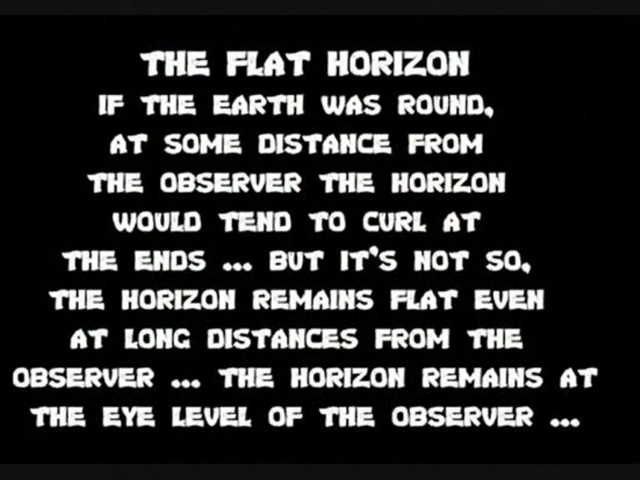 THE FLAT HORIZON
IF THE EARTH WAS ROUND,
AT SOME DISTANCE FROM
THE OBSERVER THE HORIZON
WOULD TEND TO CURL AT
THE ENDS ... BUT IT'S NOT SO,
THE HORIZON REMAINS FLAT EVEN
AT LONG DISTANCES FROM THE
OBSERVER ... THE HORIZON REMAINS AT
THE EYE LEVEL OF THE OBSERVER ...